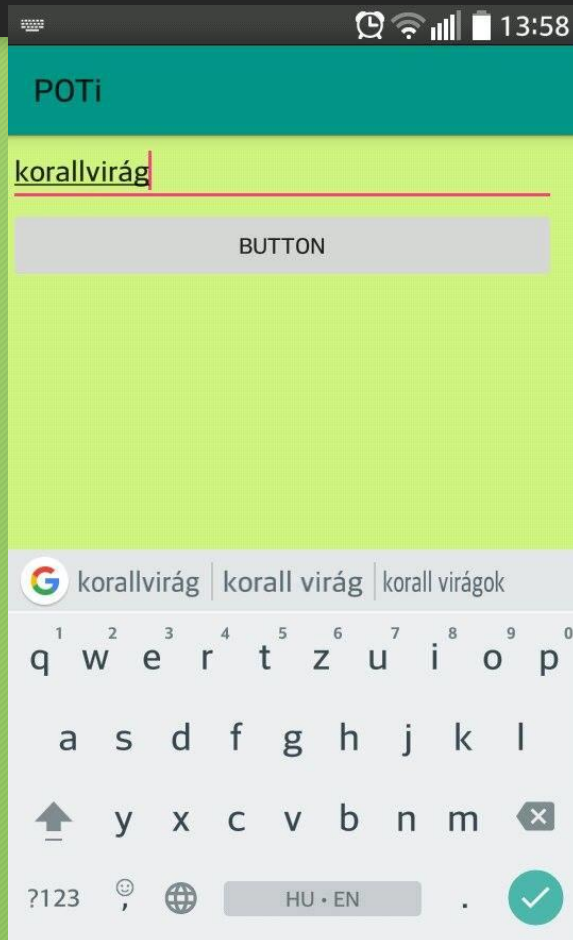 13:58
POTi
korallvirág
BUTTON
korallvirág korall virág korall virágok
1 2 3 4 5 6 7 8 9 0
q w e r t z u i o p
a s d f g h j k l
y x c v b n m
?123 , HU • EN .